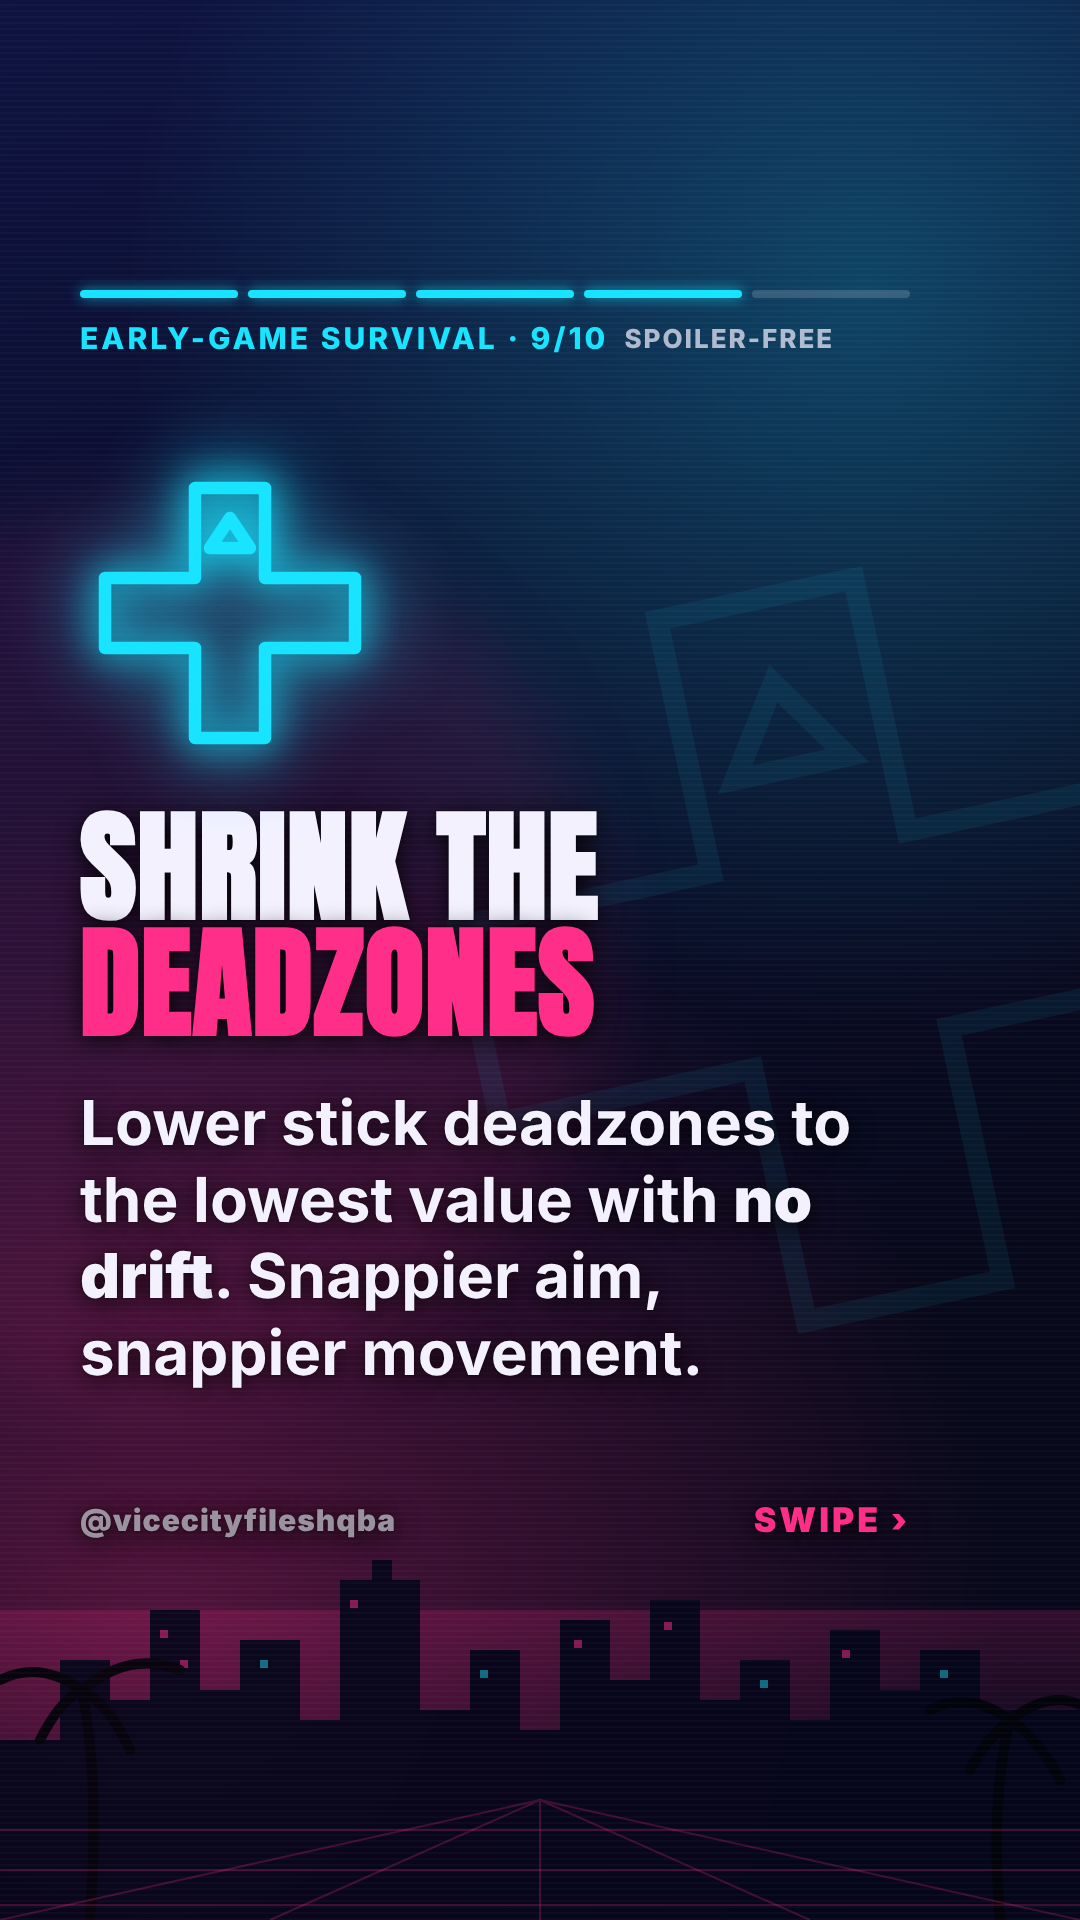 EARLY-GAME SURVIVAL · 9/10 SPOILER-FREE
SHRINK THE
DEADZONES
Lower stick deadzones to
the lowest value with no
drift. Snappier aim,
snappier movement.
@vicecityfileshqba
SWIPE ›